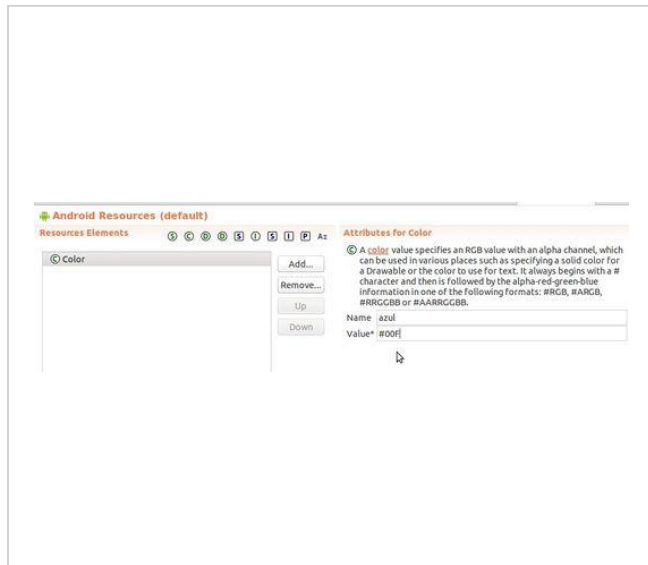 Android Resources (default)
Resources Elements
S C D D S I S I P Az
C Color
Add...
Remove...
Up
Down
Attributes for Color
C A color value specifies an RGB value with an alpha channel, which
can be used in various places such as specifying a solid color for
a Drawable or the color to use for text. It always begins with a #
character and then is followed by the alpha-red-green-blue
information in one of the following formats: #RGB, #ARGB,
#RRGGBB or #AARRGGBB.
Name azul
Value* #00F